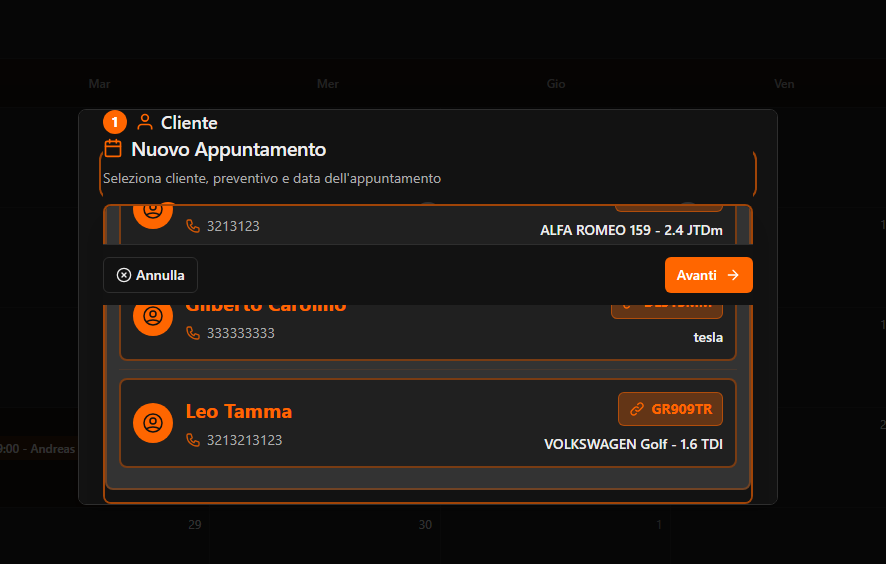 Mar
Mer
Gio
Ven
1 Cliente
Nuovo Appuntamento
Seleziona cliente, preventivo e data dell'appuntamento
3213123
ALFA ROMEO 159 - 2.4 JTDm
Annulla
Avanti
Gilberto Carolino
333333333
tesla
Leo Tamma
GR909TR
3213213123
VOLKSWAGEN Golf - 1.6 TDI
9:00 - Andreas
29
30
1